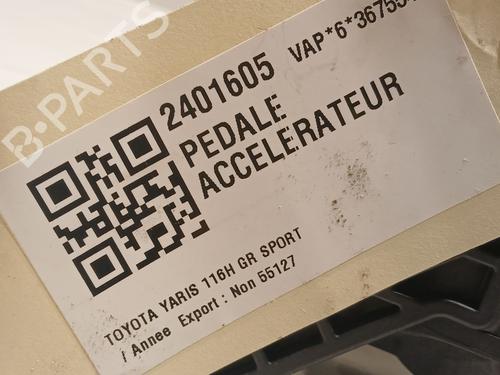 B-PARTS
2401605 VAP*6*36755
PEDALE
ACCELERATEUR
TOYOTA YARIS 116H GR SPORT
/ Annee Export : Non 55127